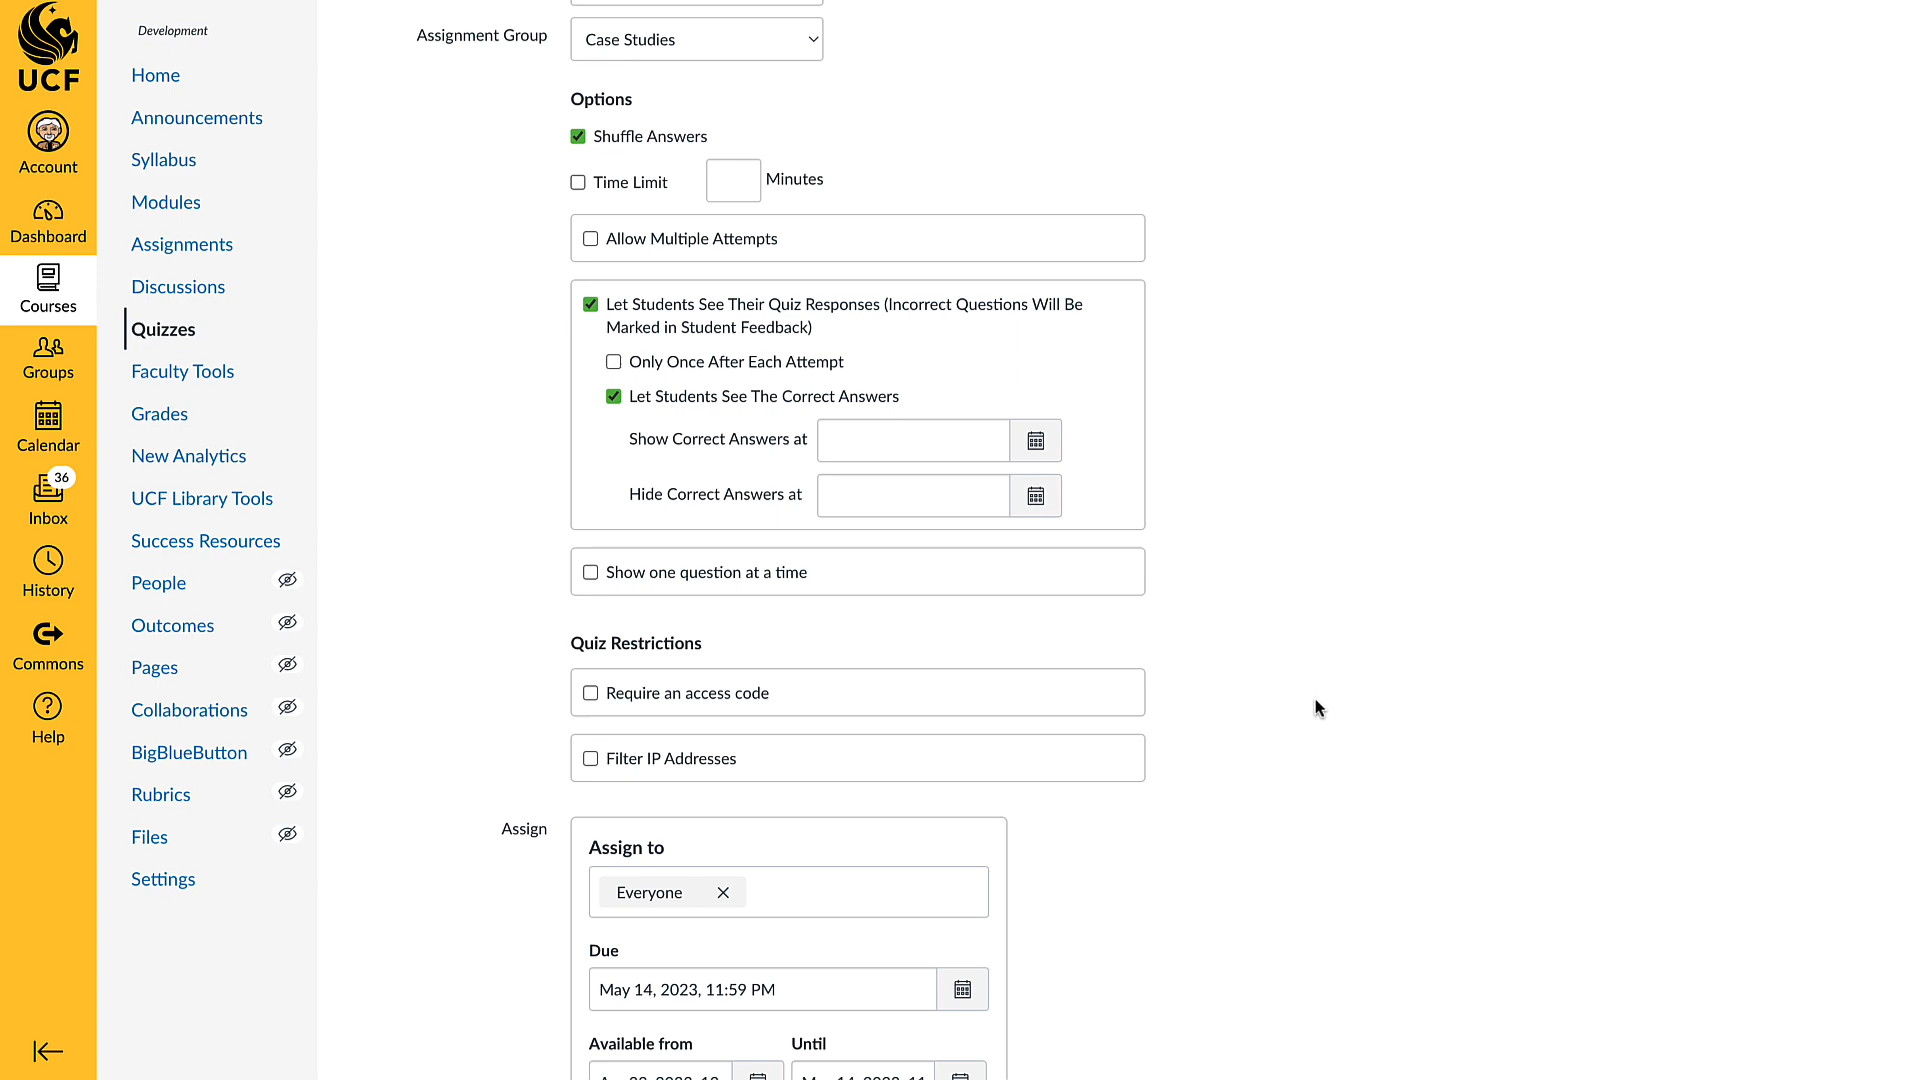 UCF
Account
Dashboard
Courses
Groups
Calendar
36
Inbox
History
Commons
Help
Development
Home
Announcements
Syllabus
Modules
Assignments
Discussions
Quizzes
Faculty Tools
Grades
New Analytics
UCF Library Tools
Success Resources
People
Outcomes
Pages
Collaborations
BigBlueButton
Rubrics
Files
Settings
Assignment Group
Case Studies
Options
Shuffle Answers
Time Limit
Minutes
Allow Multiple Attempts
Let Students See Their Quiz Responses (Incorrect Questions Will Be
Marked in Student Feedback)
Only Once After Each Attempt
Let Students See The Correct Answers
Show Correct Answers at
Hide Correct Answers at
Show one question at a time
Quiz Restrictions
Require an access code
Filter IP Addresses
Assign
Assign to
Everyone
Due
May 14, 2023, 11:59 PM
Available from
Until